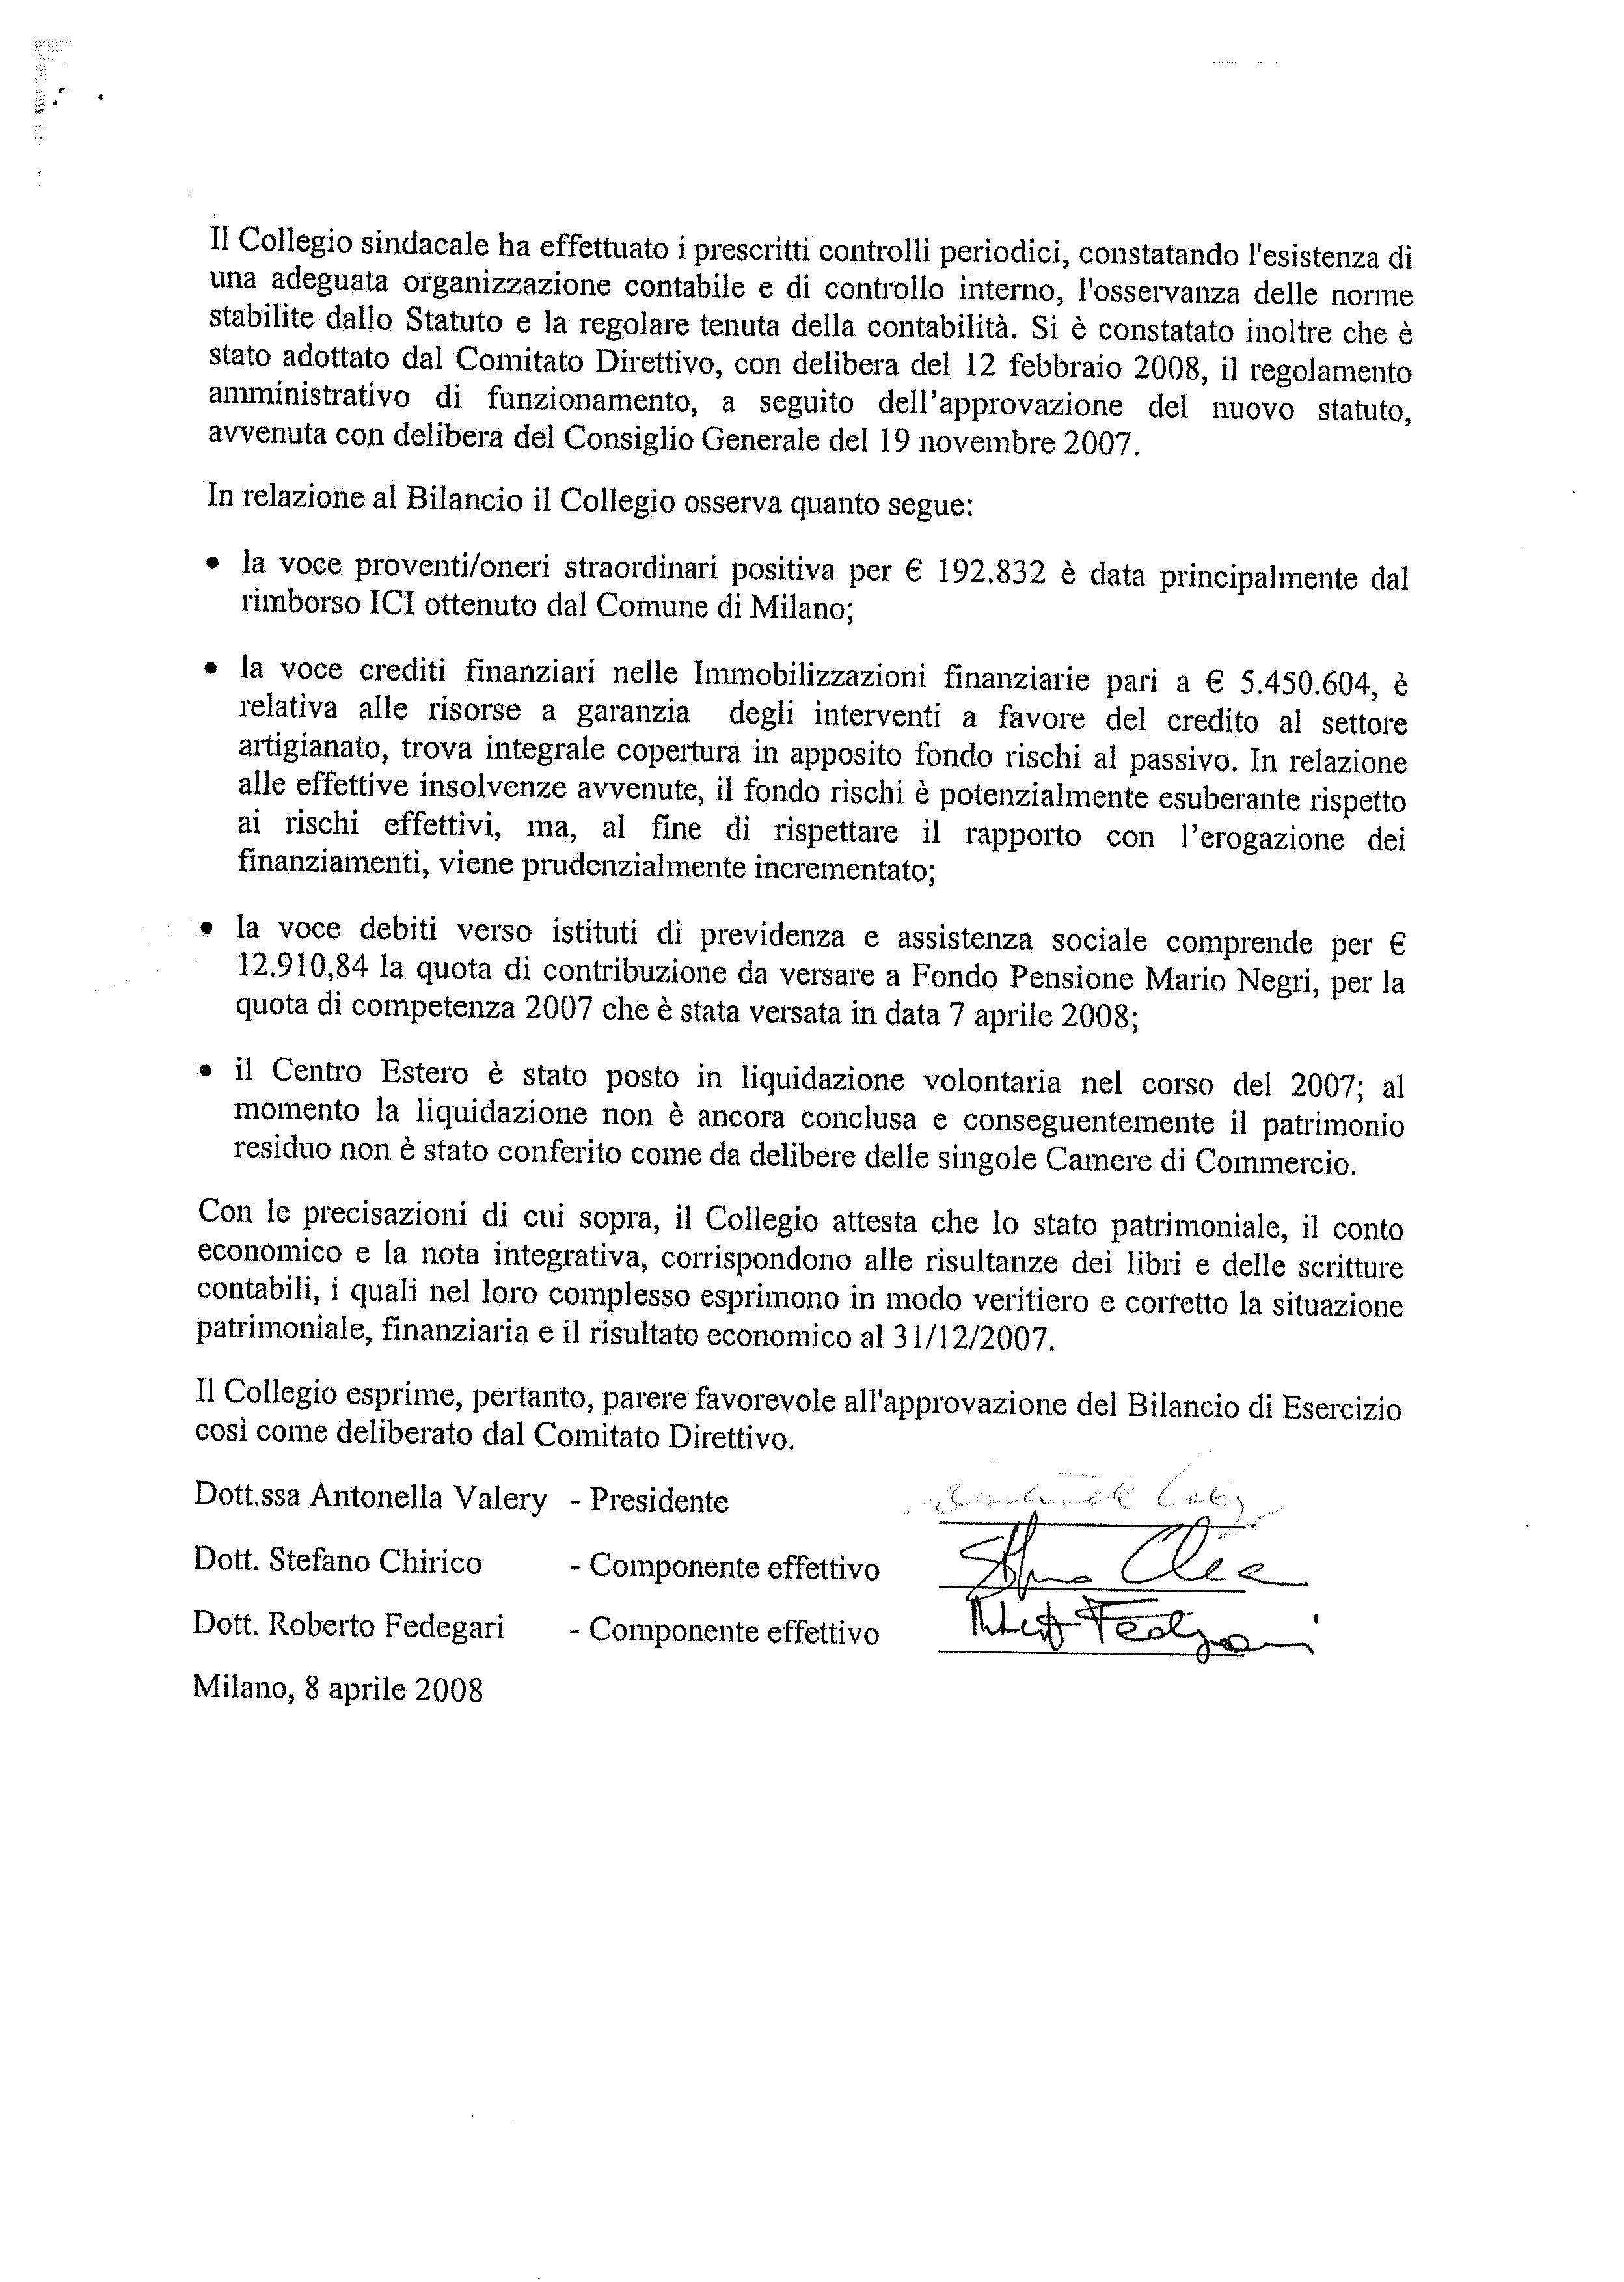 Il Collegio sindacale ha effettuato i prescritti controlli periodici, constatando l'esistenza di
una adeguata organizzazione contabile e di controllo interno, l'osservanza delle norme
stabilite dallo Statuto e la regolare tenuta della contabilità. Si è constatato inoltre che è
stato adottato dal Comitato Direttivo, con delibera del 12 febbraio 2008, il regolamento
amministrativo di funzionamento, a seguito dell’approvazione del nuovo statuto,
avvenuta con delibera del Consiglio Generale del 19 novembre 2007.
In relazione al Bilancio il Collegio osserva quanto segue:
• la voce proventi/oneri straordinari positiva per € 192.832 è data principalmente dal
rimborso ICI ottenuto dal Comune di Milano;
• la voce crediti finanziari nelle Immobilizzazioni finanziarie pari a € 5.450.604, è
relativa alle risorse a garanzia degli interventi a favore del credito al settore
artigianato, trova integrale copertura in apposito fondo rischi al passivo. In relazione
alle effettive insolvenze avvenute, il fondo rischi è potenzialmente esuberante rispetto
ai rischi effettivi, ma, al fine di rispettare il rapporto con l’erogazione dei
finanziamenti, viene prudenzialmente incrementato;
• la voce debiti verso istituti di previdenza e assistenza sociale comprende per €
12.910,84 la quota di contribuzione da versare a Fondo Pensione Mario Negri, per la
quota di competenza 2007 che è stata versata in data 7 aprile 2008;
• il Centro Estero è stato posto in liquidazione volontaria nel corso del 2007; al
momento la liquidazione non è ancora conclusa e conseguentemente il patrimonio
residuo non è stato conferito come da delibere delle singole Camere di Commercio.
Con le precisazioni di cui sopra, il Collegio attesta che lo stato patrimoniale, il conto
economico e la nota integrativa, corrispondono alle risultanze dei libri e delle scritture
contabili, i quali nel loro complesso esprimono in modo veritiero e corretto la situazione
patrimoniale, finanziaria e il risultato economico al 31/12/2007.
Il Collegio esprime, pertanto, parere favorevole all'approvazione del Bilancio di Esercizio
così come deliberato dal Comitato Direttivo.
Dott.ssa Antonella Valery - Presidente
Dott. Stefano Chirico - Componente effettivo
Dott. Roberto Fedegari - Componente effettivo
Milano, 8 aprile 2008